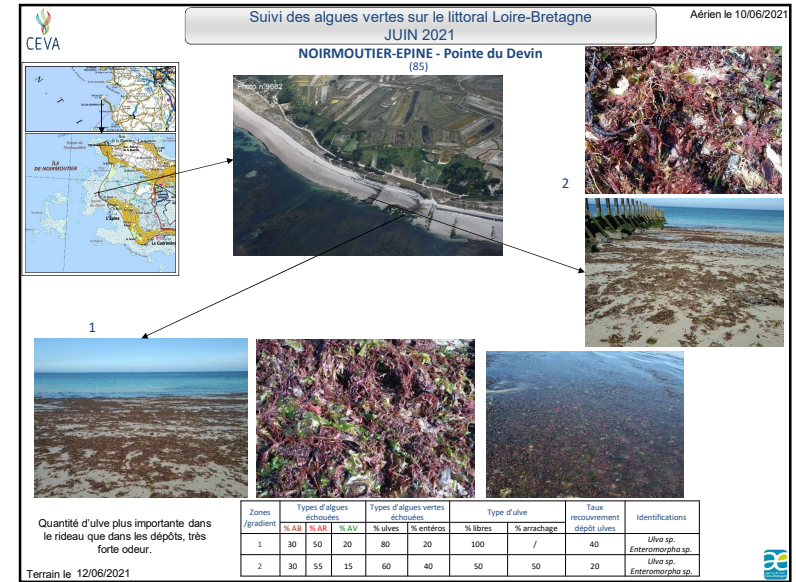 CEVA
Suivi des algues vertes sur le littoral Loire-Bretagne
JUIN 2021
Aérien le 10/06/2021
NOIRMOUTIER-EPINE - Pointe du Devin
(85)
Photo n°9682
ÎLE
DE NOIRMOUTIER
L'Épine
La Guérinière
2
1
Quantité d'ulve plus importante dans
le rideau que dans les dépôts, très
forte odeur.
Terrain le 12/06/2021
Zones /gradient | Types d'algues échouées | Types d'algues vertes échouées | Type d'ulve | Taux recouvrement dépôt ulves | Identifications
% AB | % AR | % AV | % ulves | % entéros | % libres | % arrachage
1 | 30 | 50 | 20 | 80 | 20 | 100 | / | 40 | Ulva sp. Enteromorpha sp.
2 | 30 | 55 | 15 | 60 | 40 | 50 | 50 | 20 | Ulva sp. Enteromorpha sp.